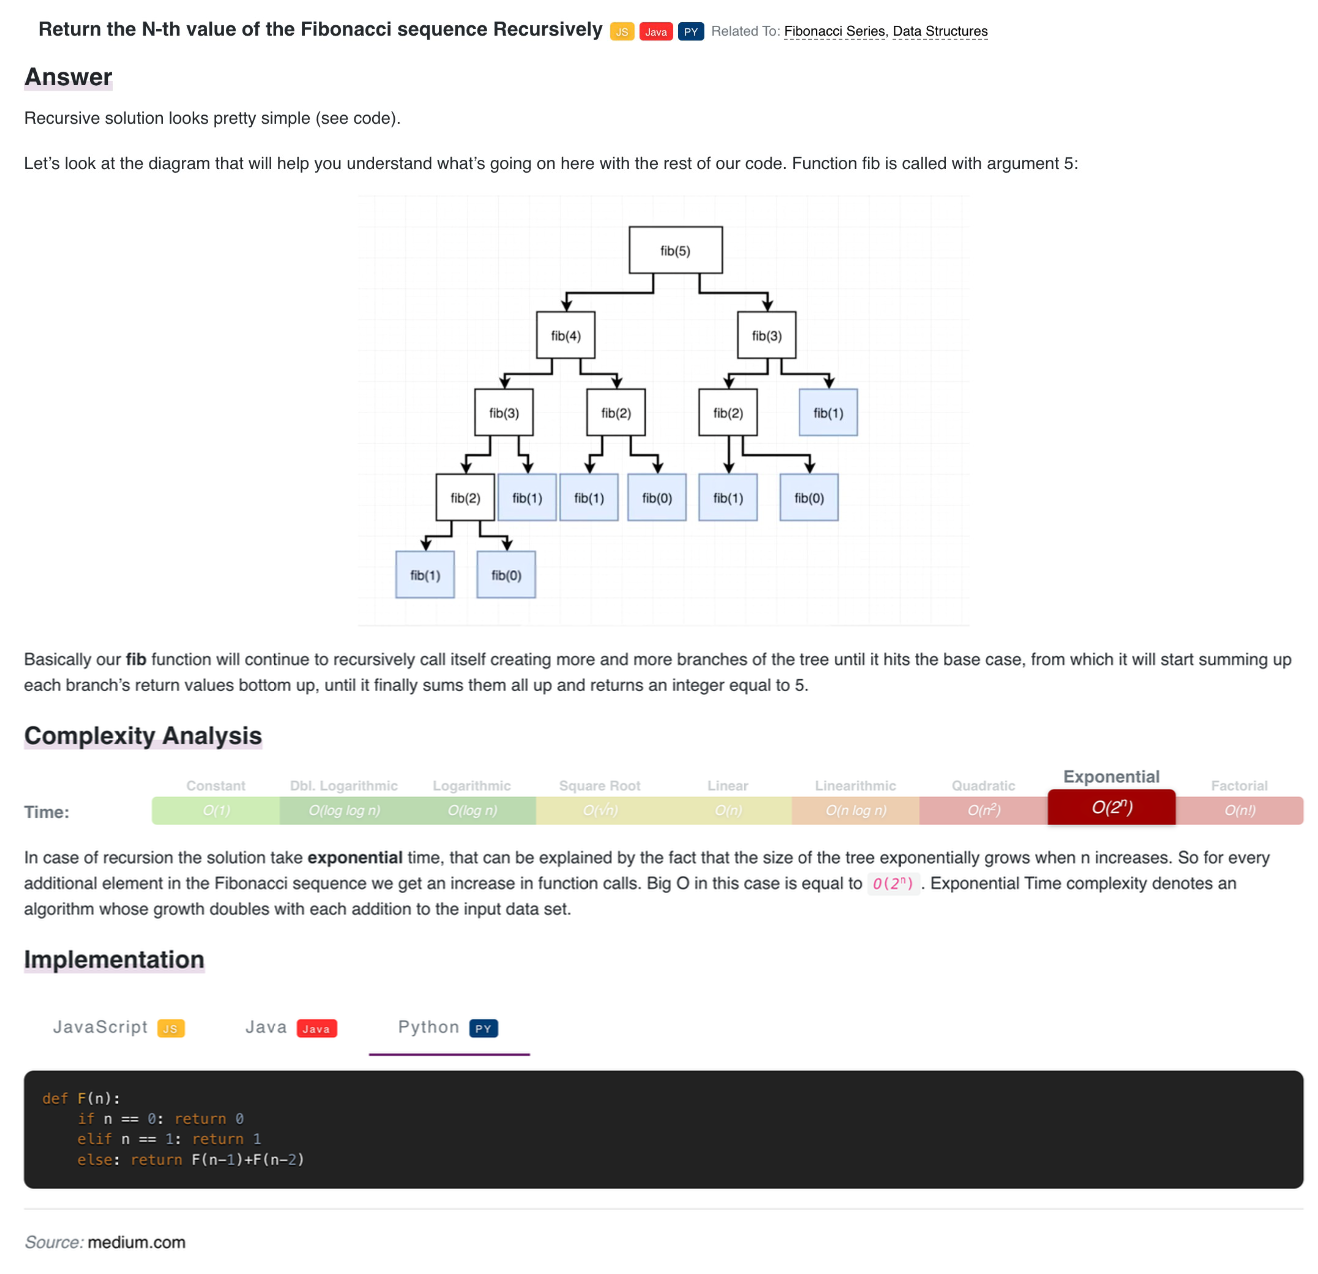 Return the N-th value of the Fibonacci sequence Recursively JS Java PY Related To: Fibonacci Series, Data Structures
Answer
Recursive solution looks pretty simple (see code).
Let’s look at the diagram that will help you understand what’s going on here with the rest of our code. Function fib is called with argument 5:
fib(5)
fib(4) fib(3)
fib(3) fib(2) fib(2) fib(1)
fib(2) fib(1) fib(1) fib(0) fib(1) fib(0)
fib(1) fib(0)
Basically our fib function will continue to recursively call itself creating more and more branches of the tree until it hits the base case, from which it will start summing up
each branch’s return values bottom up, until it finally sums them all up and returns an integer equal to 5.
Complexity Analysis
Constant Dbl. Logarithmic Logarithmic Square Root Linear Linearithmic Quadratic Exponential Factorial
Time: O(1) O(log log n) O(log n) O(√n) O(n) O(n log n) O(n²) O(2ⁿ) O(n!)
In case of recursion the solution take exponential time, that can be explained by the fact that the size of the tree exponentially grows when n increases. So for every
additional element in the Fibonacci sequence we get an increase in function calls. Big O in this case is equal to O(2ⁿ) . Exponential Time complexity denotes an
algorithm whose growth doubles with each addition to the input data set.
Implementation
JavaScript JS Java Java Python PY
def F(n):
    if n == 0: return 0
    elif n == 1: return 1
    else: return F(n-1)+F(n-2)
Source: medium.com